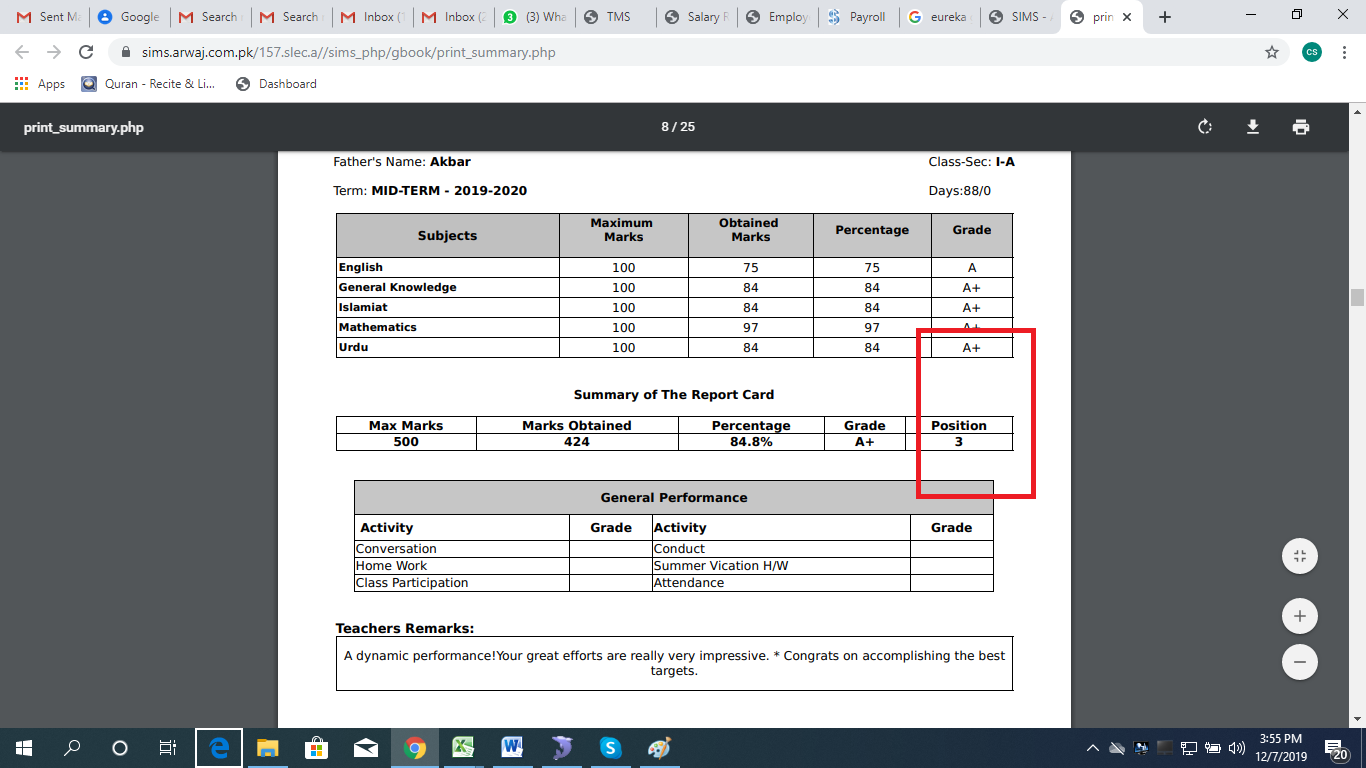 Sent Ma
Google
Search
Search
Inbox (1
Inbox (2
3 (3) Wha
TMS
Salary R
Employ
Payroll
eureka
SIMS - A
prin
sims.arwaj.com.pk/157.slec.a//sims_php/gbook/print_summary.php
CS
Apps Quran - Recite & Li... Dashboard
print_summary.php 8 / 25
Father's Name: Akbar Class-Sec: I-A
Term: MID-TERM - 2019-2020 Days:88/0
Subjects Maximum Marks Obtained Marks Percentage Grade
English 100 75 75 A
General Knowledge 100 84 84 A+
Islamiat 100 84 84 A+
Mathematics 100 97 97 A+
Urdu 100 84 84 A+
Summary of The Report Card
Max Marks Marks Obtained Percentage Grade Position
500 424 84.8% A+ 3
General Performance
Activity Grade Activity Grade
Conversation Conduct
Home Work Summer Vication H/W
Class Participation Attendance
Teachers Remarks:
A dynamic performance!Your great efforts are really very impressive. * Congrats on accomplishing the best
targets.
3:55 PM
12/7/2019
20